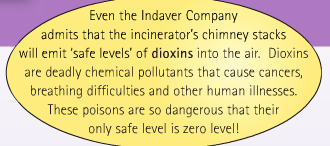 Even the Indaver Company
admits that the incinerator's chimney stacks
will emit 'safe levels' of dioxins into the air. Dioxins
are deadly chemical pollutants that cause cancers,
breathing difficulties and other human illnesses.
These poisons are so dangerous that their
only safe level is zero level!